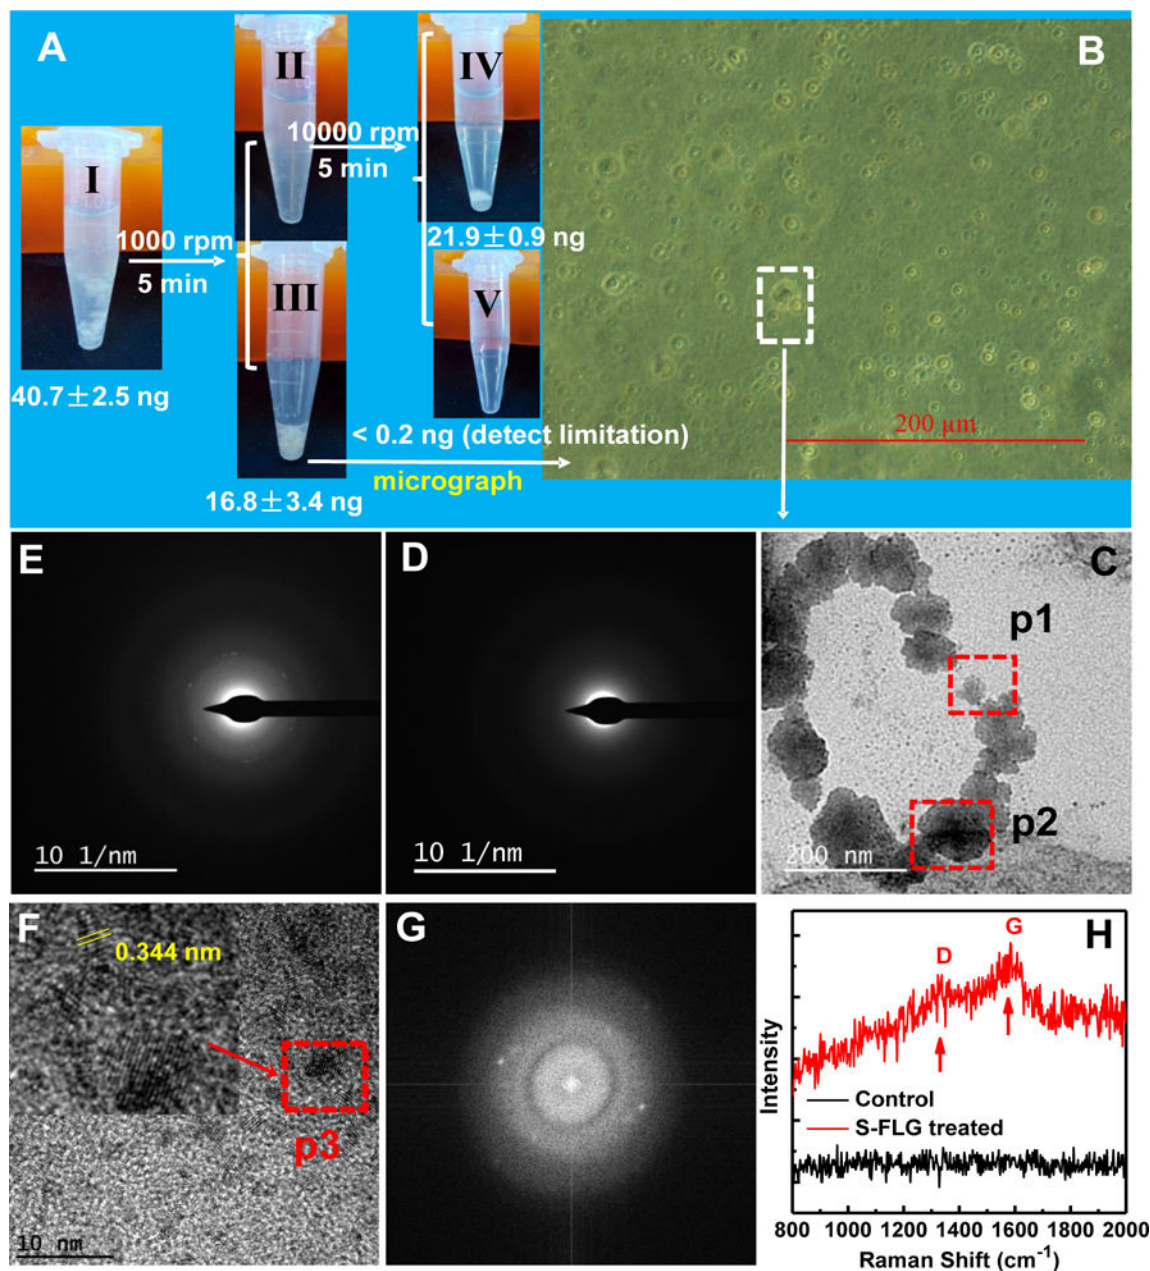 A
I
40.7±2.5 ng
1000 rpm
5 min
II
III
16.8±3.4 ng
10000 rpm
5 min
IV
21.9±0.9 ng
V
< 0.2 ng (detect limitation)
micrograph
B
200 µm
E
10 1/nm
D
10 1/nm
C
p1
p2
200 nm
F
0.344 nm
p3
10 nm
G
H
D
G
Control
S-FLG treated
Intensity
800 1000 1200 1400 1600 1800 2000
Raman Shift (cm⁻¹)